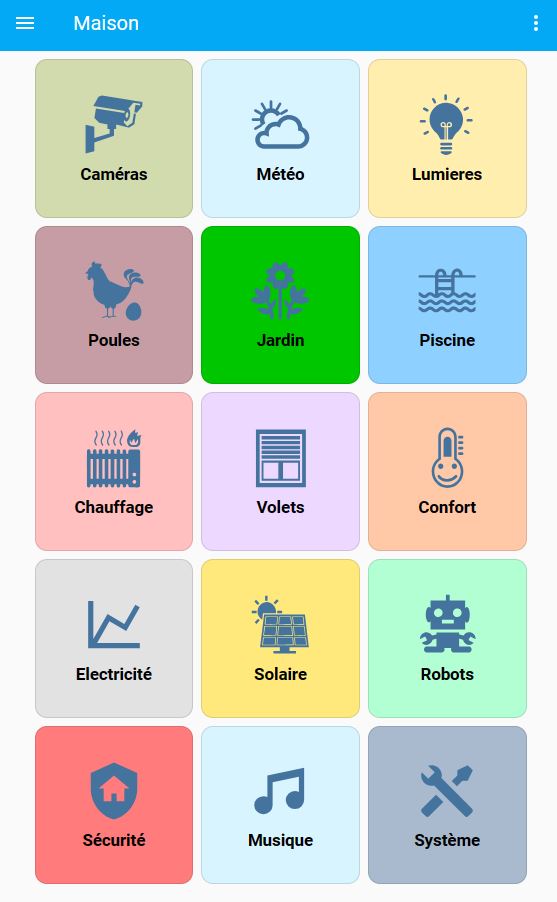 Maison
Caméras
Météo
Lumieres
Poules
Jardin
Piscine
Chauffage
Volets
Confort
Electricité
Solaire
Robots
Sécurité
Musique
Système